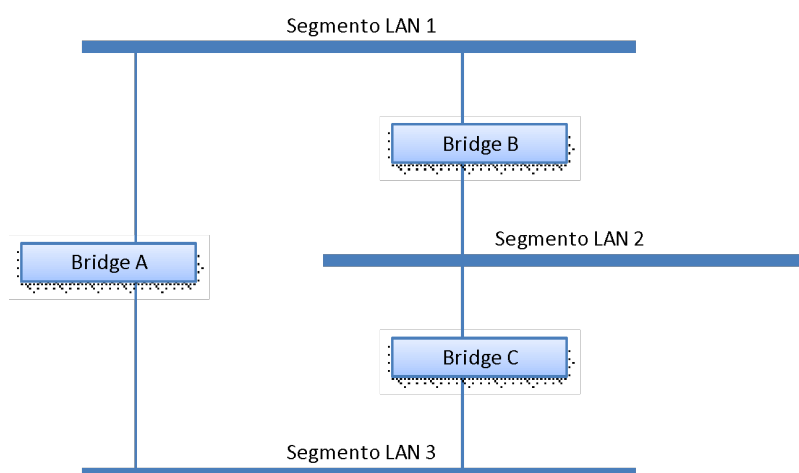 Segmento LAN 1
Bridge B
Segmento LAN 2
Bridge A
Bridge C
Segmento LAN 3